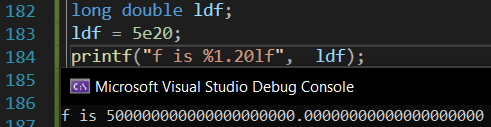 182 long double ldf;
183 ldf = 5e20;
184 printf("f is %1.20lf", ldf);
185 Microsoft Visual Studio Debug Console
186
187
f is 500000000000000000000.00000000000000000000